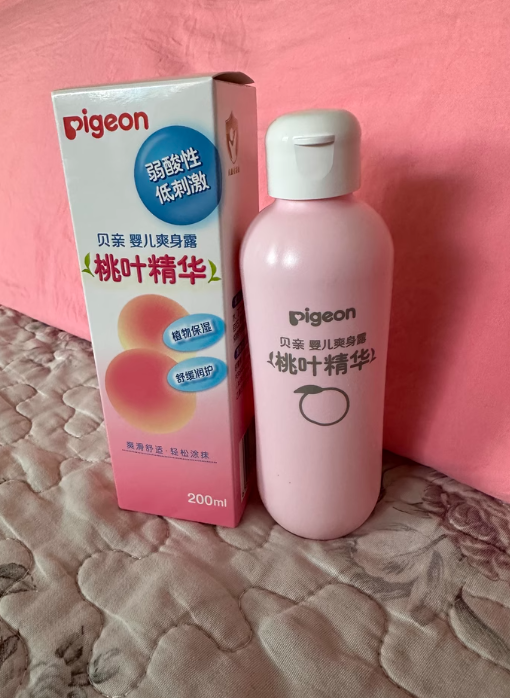 Pigeon
弱酸性
低刺激
贝亲 婴儿爽身露
桃叶精华
植物保湿
舒缓润护
爽滑舒适·轻松涂抹
200ml
Pigeon
贝亲 婴儿爽身露
桃叶精华